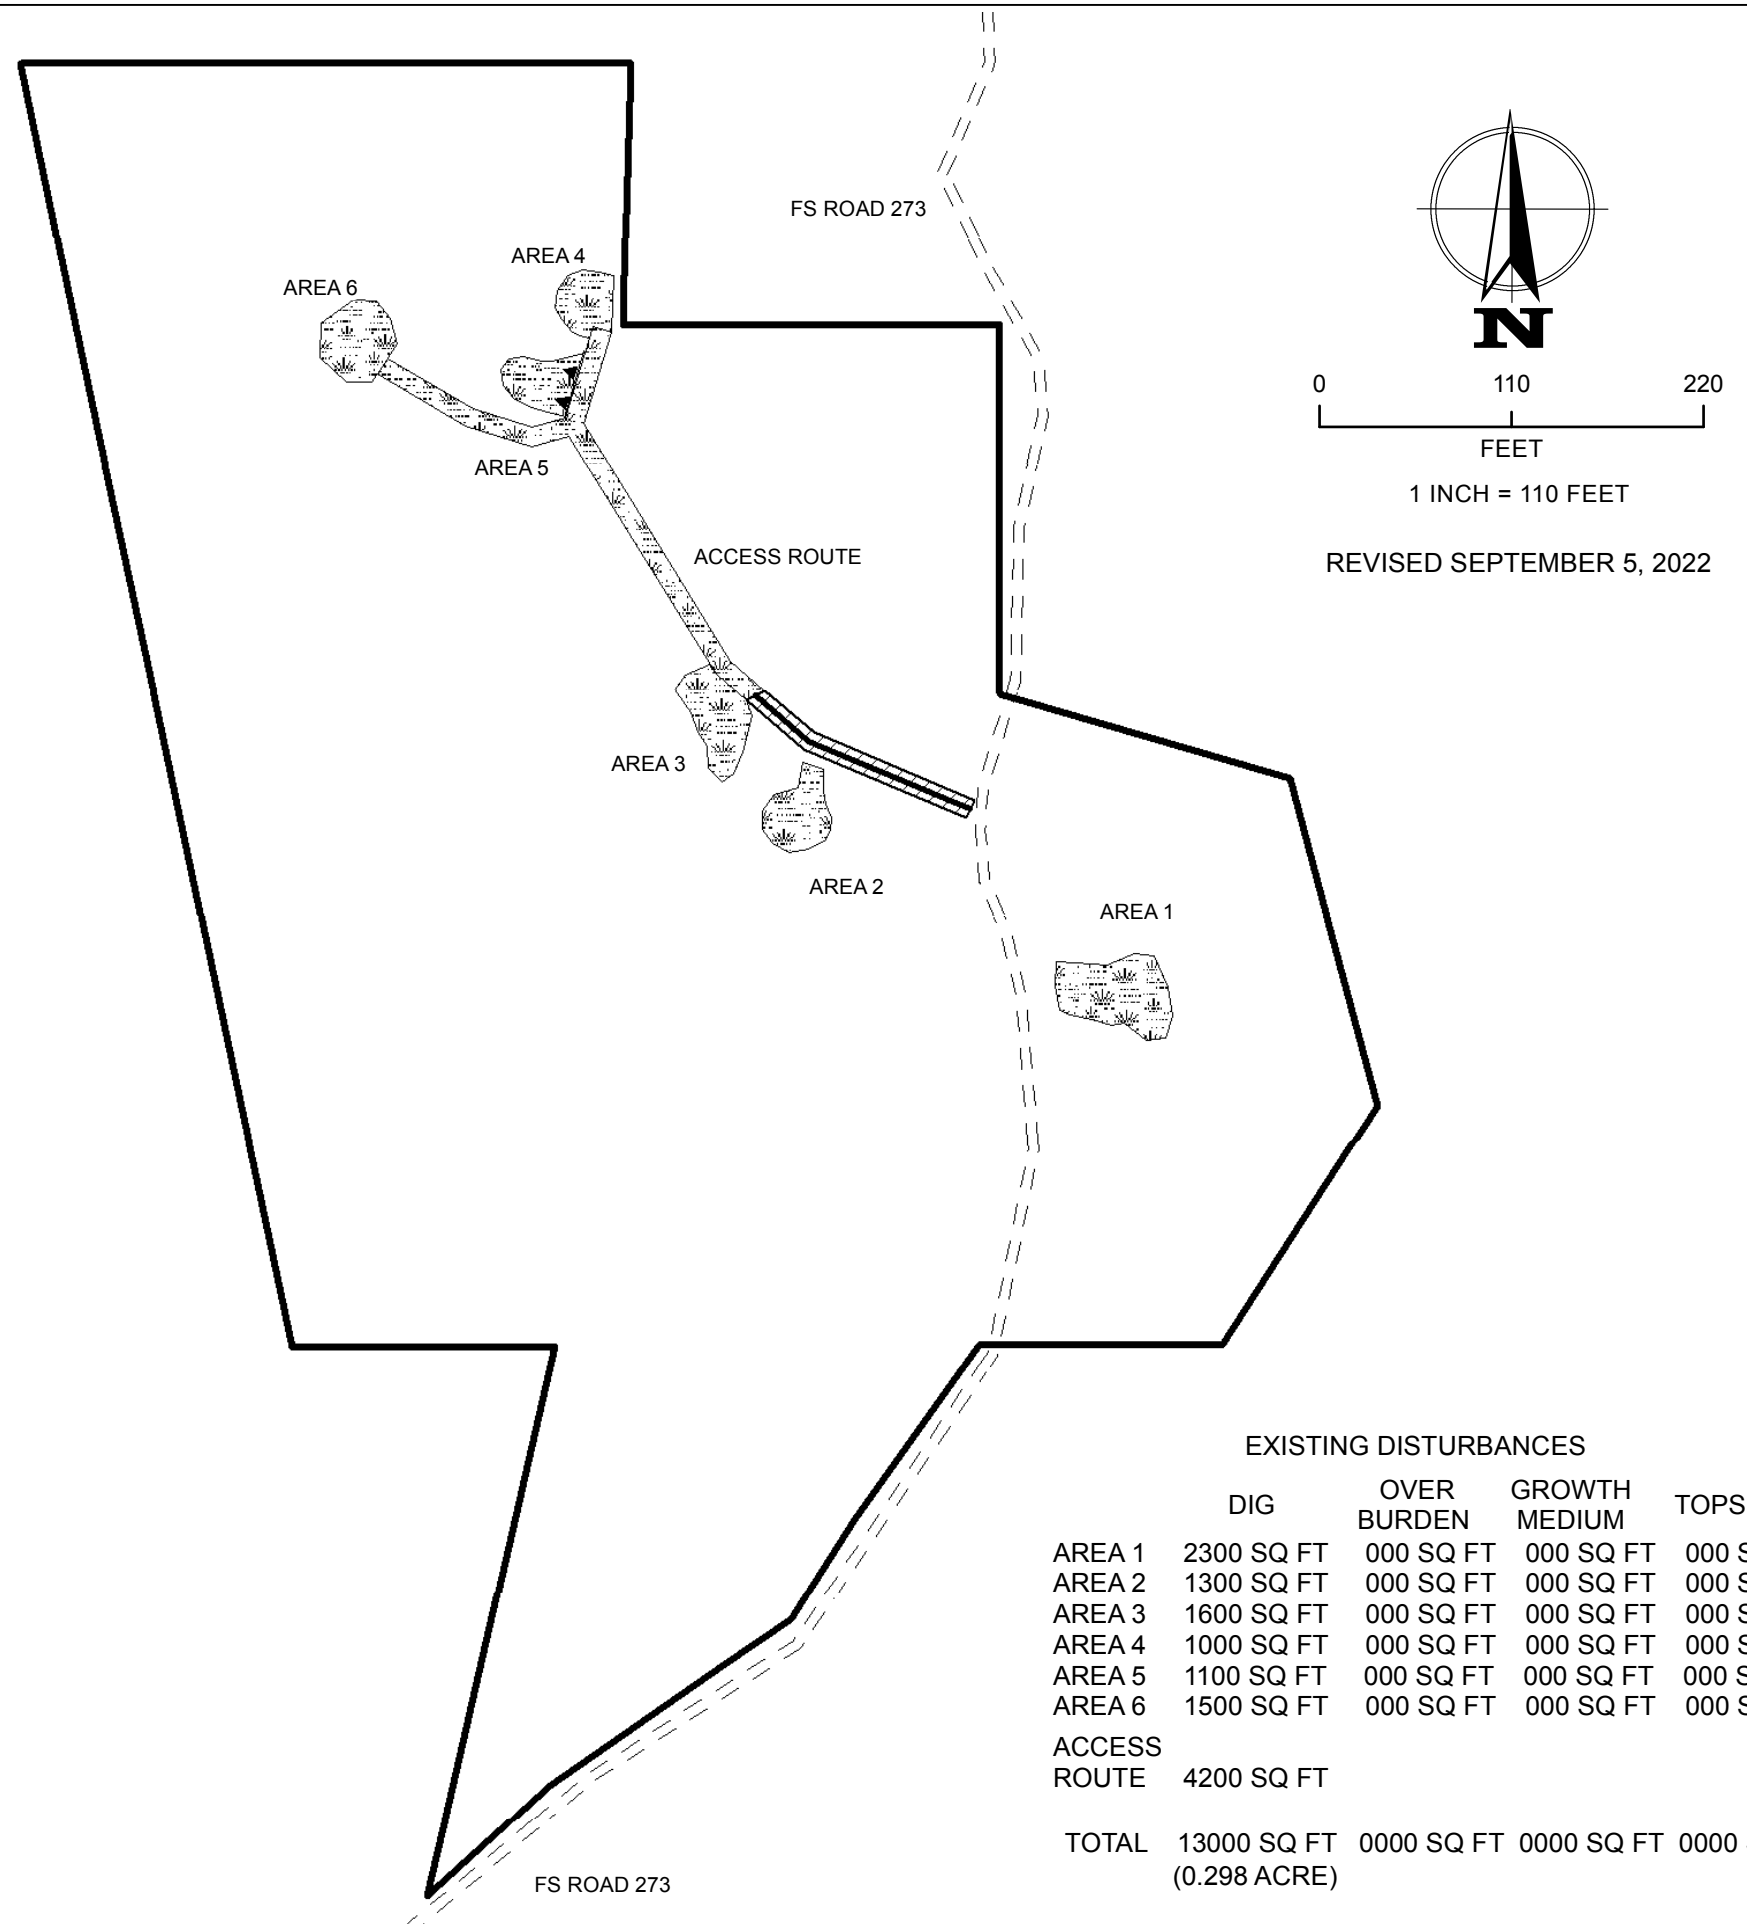 FS ROAD 273
AREA 4
AREA 6
N
0 110 220
FEET
AREA 5
1 INCH = 110 FEET
ACCESS ROUTE
REVISED SEPTEMBER 5, 2022
AREA 3
AREA 2
AREA 1
EXISTING DISTURBANCES
DIG OVER BURDEN GROWTH MEDIUM TOPS
AREA 1 2300 SQ FT 000 SQ FT 000 SQ FT 000 S
AREA 2 1300 SQ FT 000 SQ FT 000 SQ FT 000 S
AREA 3 1600 SQ FT 000 SQ FT 000 SQ FT 000 S
AREA 4 1000 SQ FT 000 SQ FT 000 SQ FT 000 S
AREA 5 1100 SQ FT 000 SQ FT 000 SQ FT 000 S
AREA 6 1500 SQ FT 000 SQ FT 000 SQ FT 000 S
ACCESS
ROUTE 4200 SQ FT
TOTAL 13000 SQ FT 0000 SQ FT 0000 SQ FT 0000
(0.298 ACRE)
FS ROAD 273